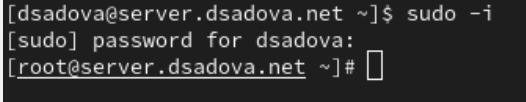 [dsadova@server.dsadova.net ~]$ sudo -i
[sudo] password for dsadova:
[root@server.dsadova.net ~]#